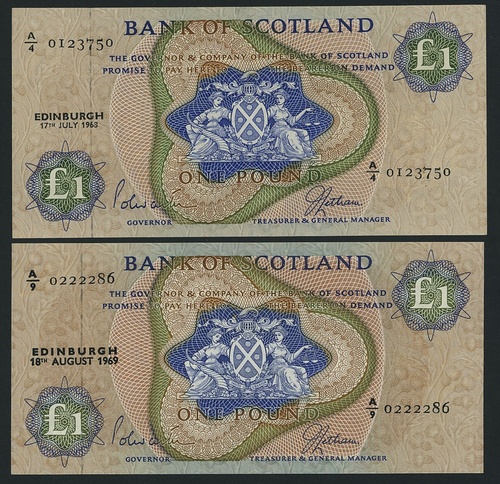 BANK OF SCOTLAND
A/4 0123750
£1
THE GOVERNOR & COMPANY OF THE BANK OF SCOTLAND
PROMISE TO PAY HERE BEARER ON DEMAND
EDINBURGH
17TH JULY 1968
ONE POUND
A/4 0123750
£1
GOVERNOR
TREASURER & GENERAL MANAGER
BANK OF SCOTLAND
A/9 0222286
£1
THE GOVERNOR & COMPANY OF THE BANK OF SCOTLAND
PROMISE TO PAY HERE BEARER ON DEMAND
EDINBURGH
18TH AUGUST 1969
ONE POUND
A/9 0222286
£1
GOVERNOR
TREASURER & GENERAL MANAGER